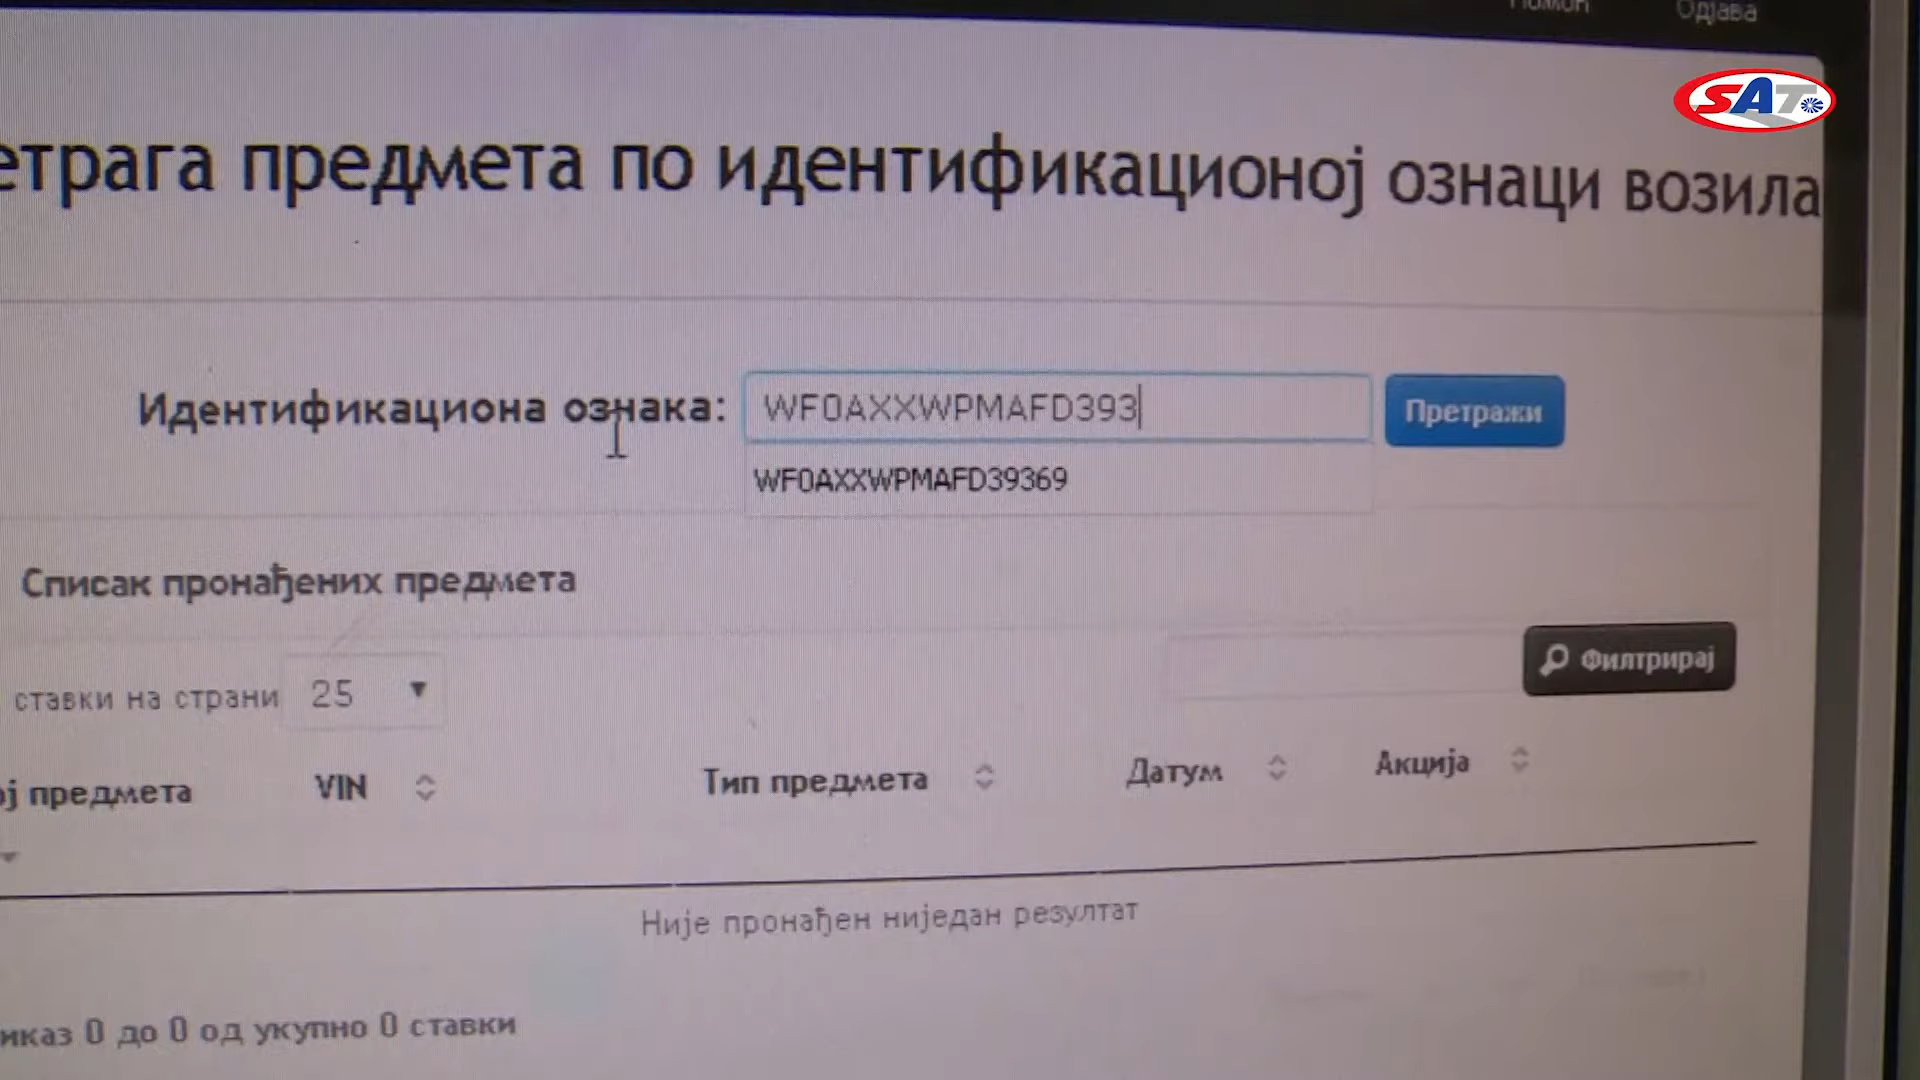 Одјава
SAT
етрага предмета по идентификационој ознаци возила
Идентификациона ознака: WF0AXXWPMAFD393 Претражи
WF0AXXWPMAFD39369
Списак пронађених предмета
ставки на страни 25 Филтрирај
ој предмета VIN Тип предмета Датум Акција
Није пронађен ниједан резултат
иказ 0 до 0 од укупно 0 ставки